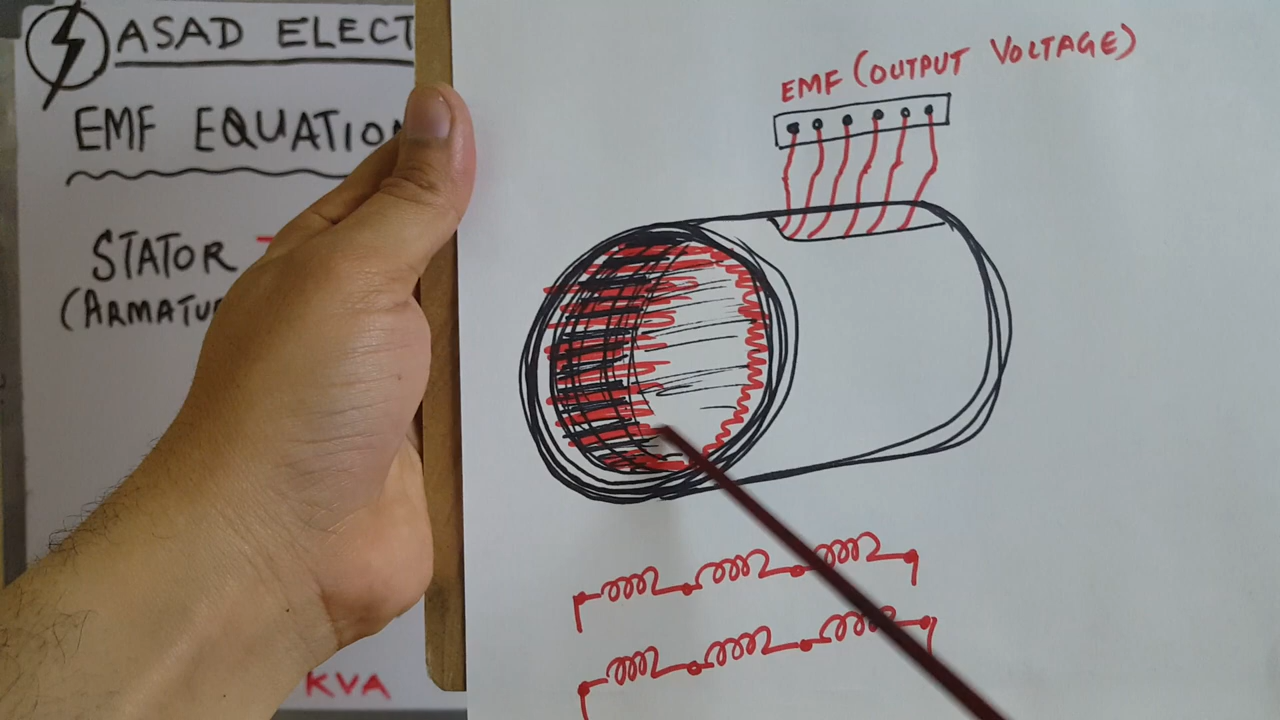 ASAD ELECT
EMF EQUATION
STATOR
(ARMATU
KVA
EMF (OUTPUT VOLTAGE)